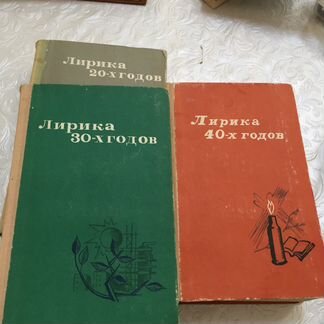 Лирика
20-х годов
Лирика
30-х годов
Лирика
40-х годов